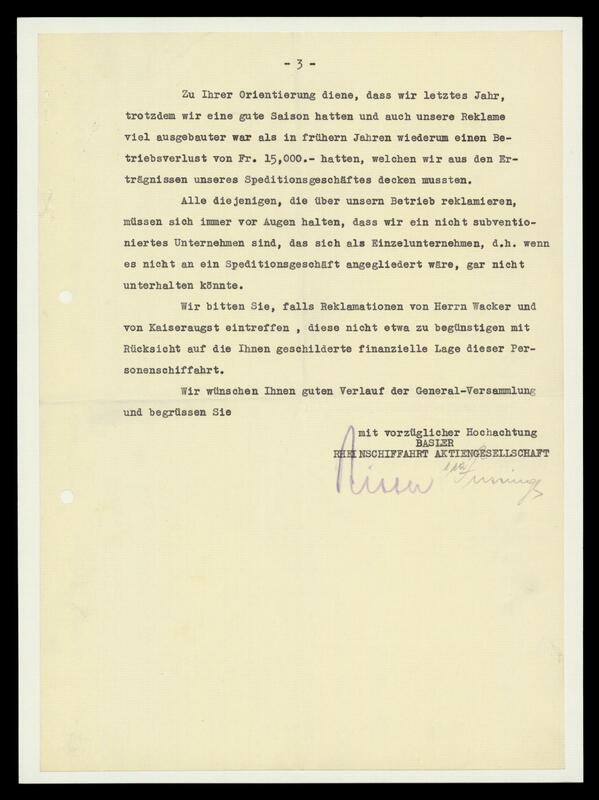 - 3 -
Zu Ihrer Orientierung diene, dass wir letztes Jahr,
trotzdem wir eine gute Saison hatten und auch unsere Reklame
viel ausgebauter war als in frühern Jahren wiederum einen Be-
triebsverlust von Fr. 15,000.- hatten, welchen wir aus den Er-
trägnissen unseres Speditionsgeschäftes decken mussten.
Alle diejenigen, die über unsern Betrieb reklamieren,
müssen sich immer vor Augen halten, dass wir ein nicht subventio-
niertes Unternehmen sind, das sich als Einzelunternehmen, d.h. wenn
es nicht an ein Speditionsgeschäft angegliedert wäre, gar nicht
unterhalten könnte.
Wir bitten Sie, falls Reklamationen von Herrn Wacker und
von Kaiseraugst eintreffen , diese nicht etwa zu begünstigen mit
Rücksicht auf die Ihnen geschilderte finanzielle Lage dieser Per-
sonenschiffahrt.
Wir wünschen Ihnen guten Verlauf der General-Versammlung
und begrüssen Sie
mit vorzüglicher Hochachtung
BASLER
RHEINSCHIFFAHRT AKTIENGESELLSCHAFT